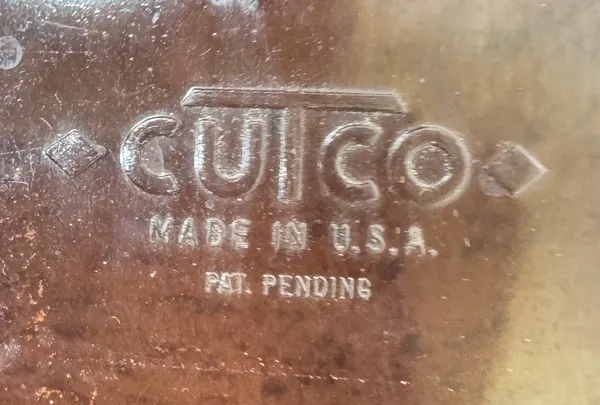 CUTCO
MADE IN U.S.A.
PAT. PENDING